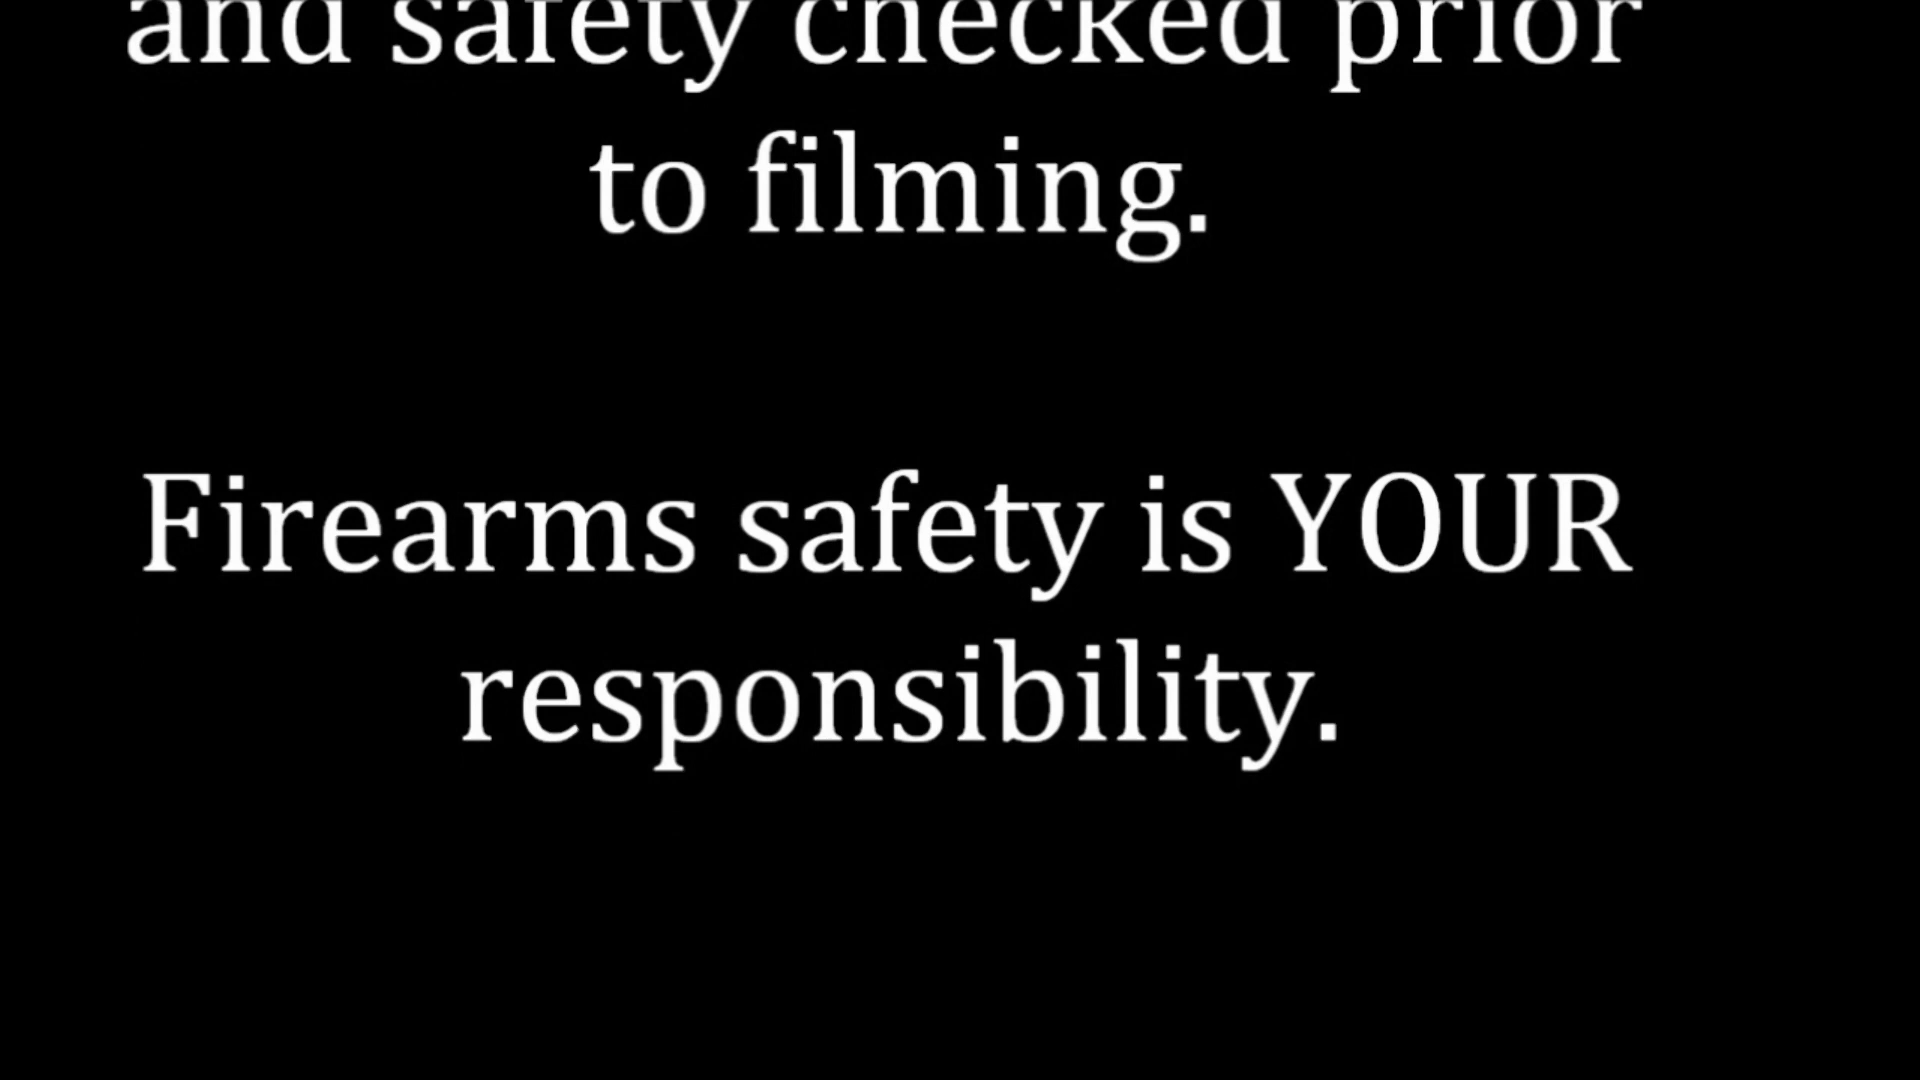 and safety checked prior
to filming.
Firearms safety is YOUR
responsibility.